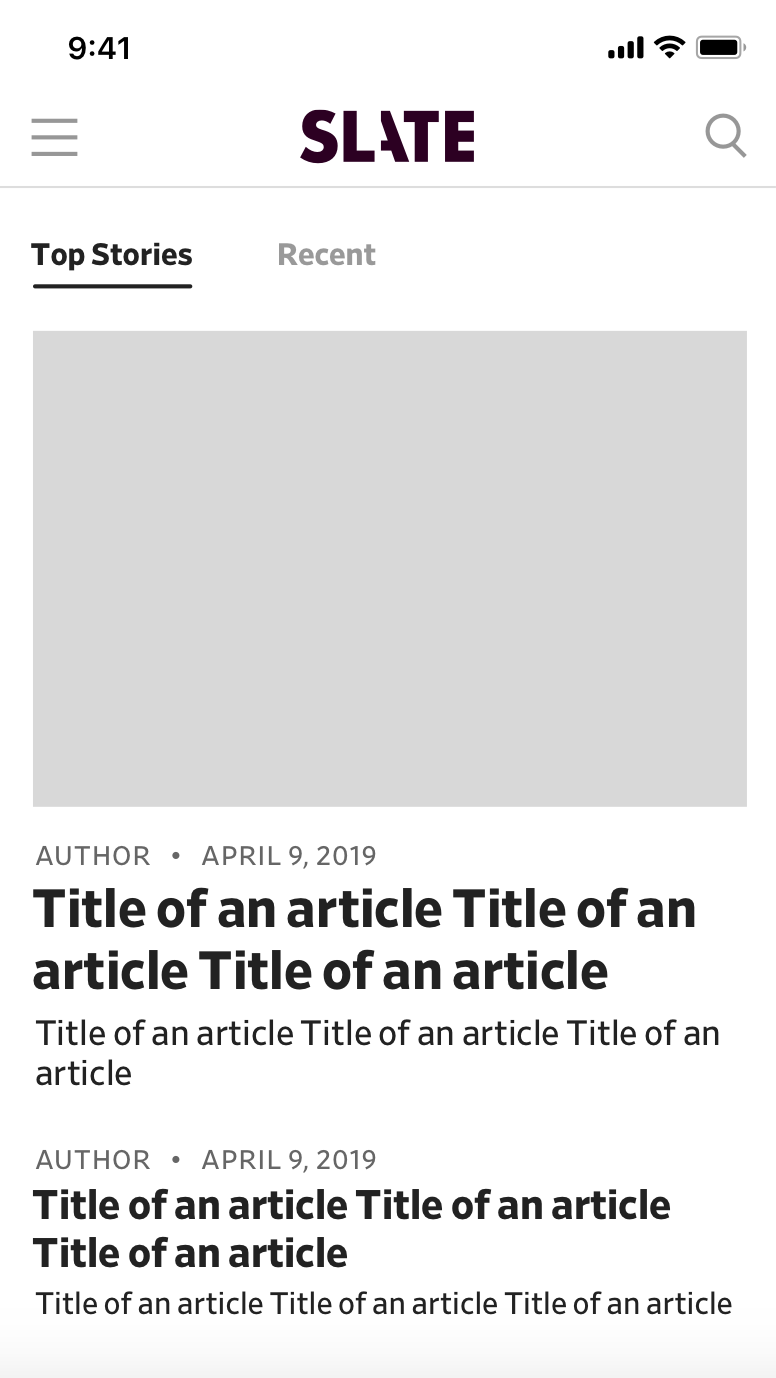 9:41
SLATE
Top Stories Recent
AUTHOR • APRIL 9, 2019
Title of an article Title of an
article Title of an article
Title of an article Title of an article Title of an
article
AUTHOR • APRIL 9, 2019
Title of an article Title of an article
Title of an article
Title of an article Title of an article Title of an article